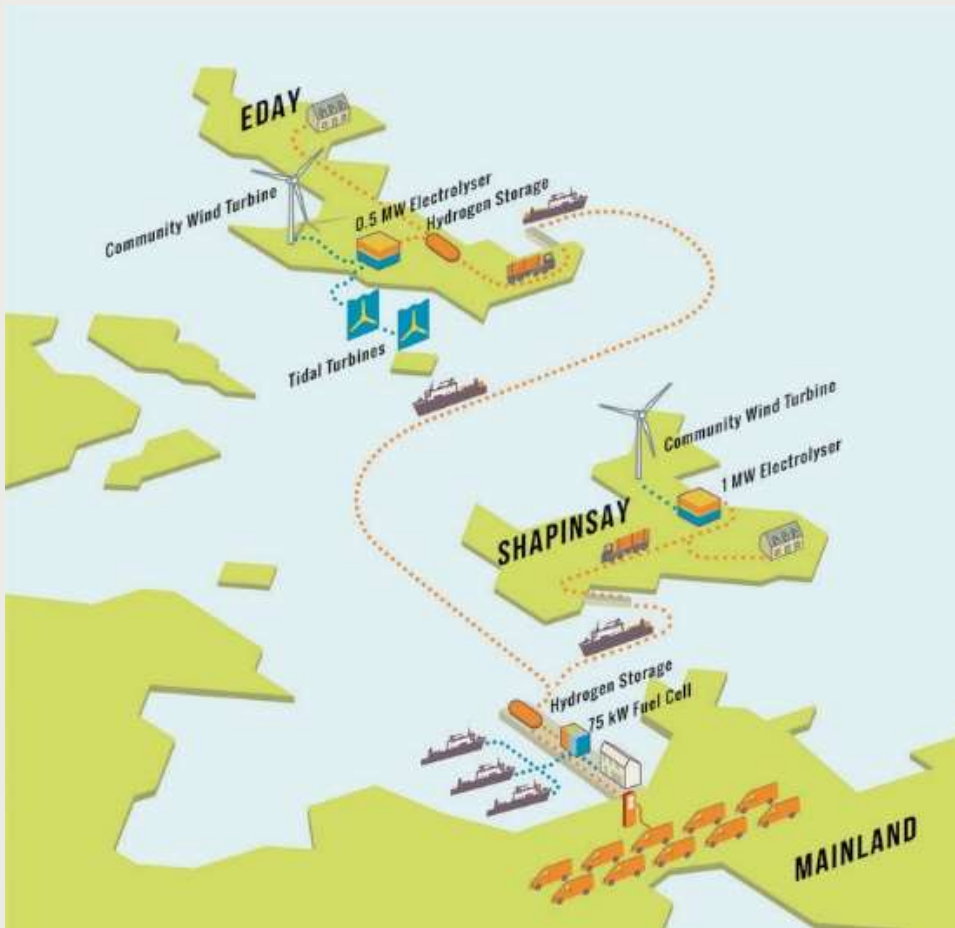 EDAY
Community Wind Turbine
0.5 MW Electrolyser
Hydrogen Storage
Tidal Turbines
Community Wind Turbine
1 MW Electrolyser
SHAPINSAY
Hydrogen Storage
75 kW Fuel Cell
MAINLAND